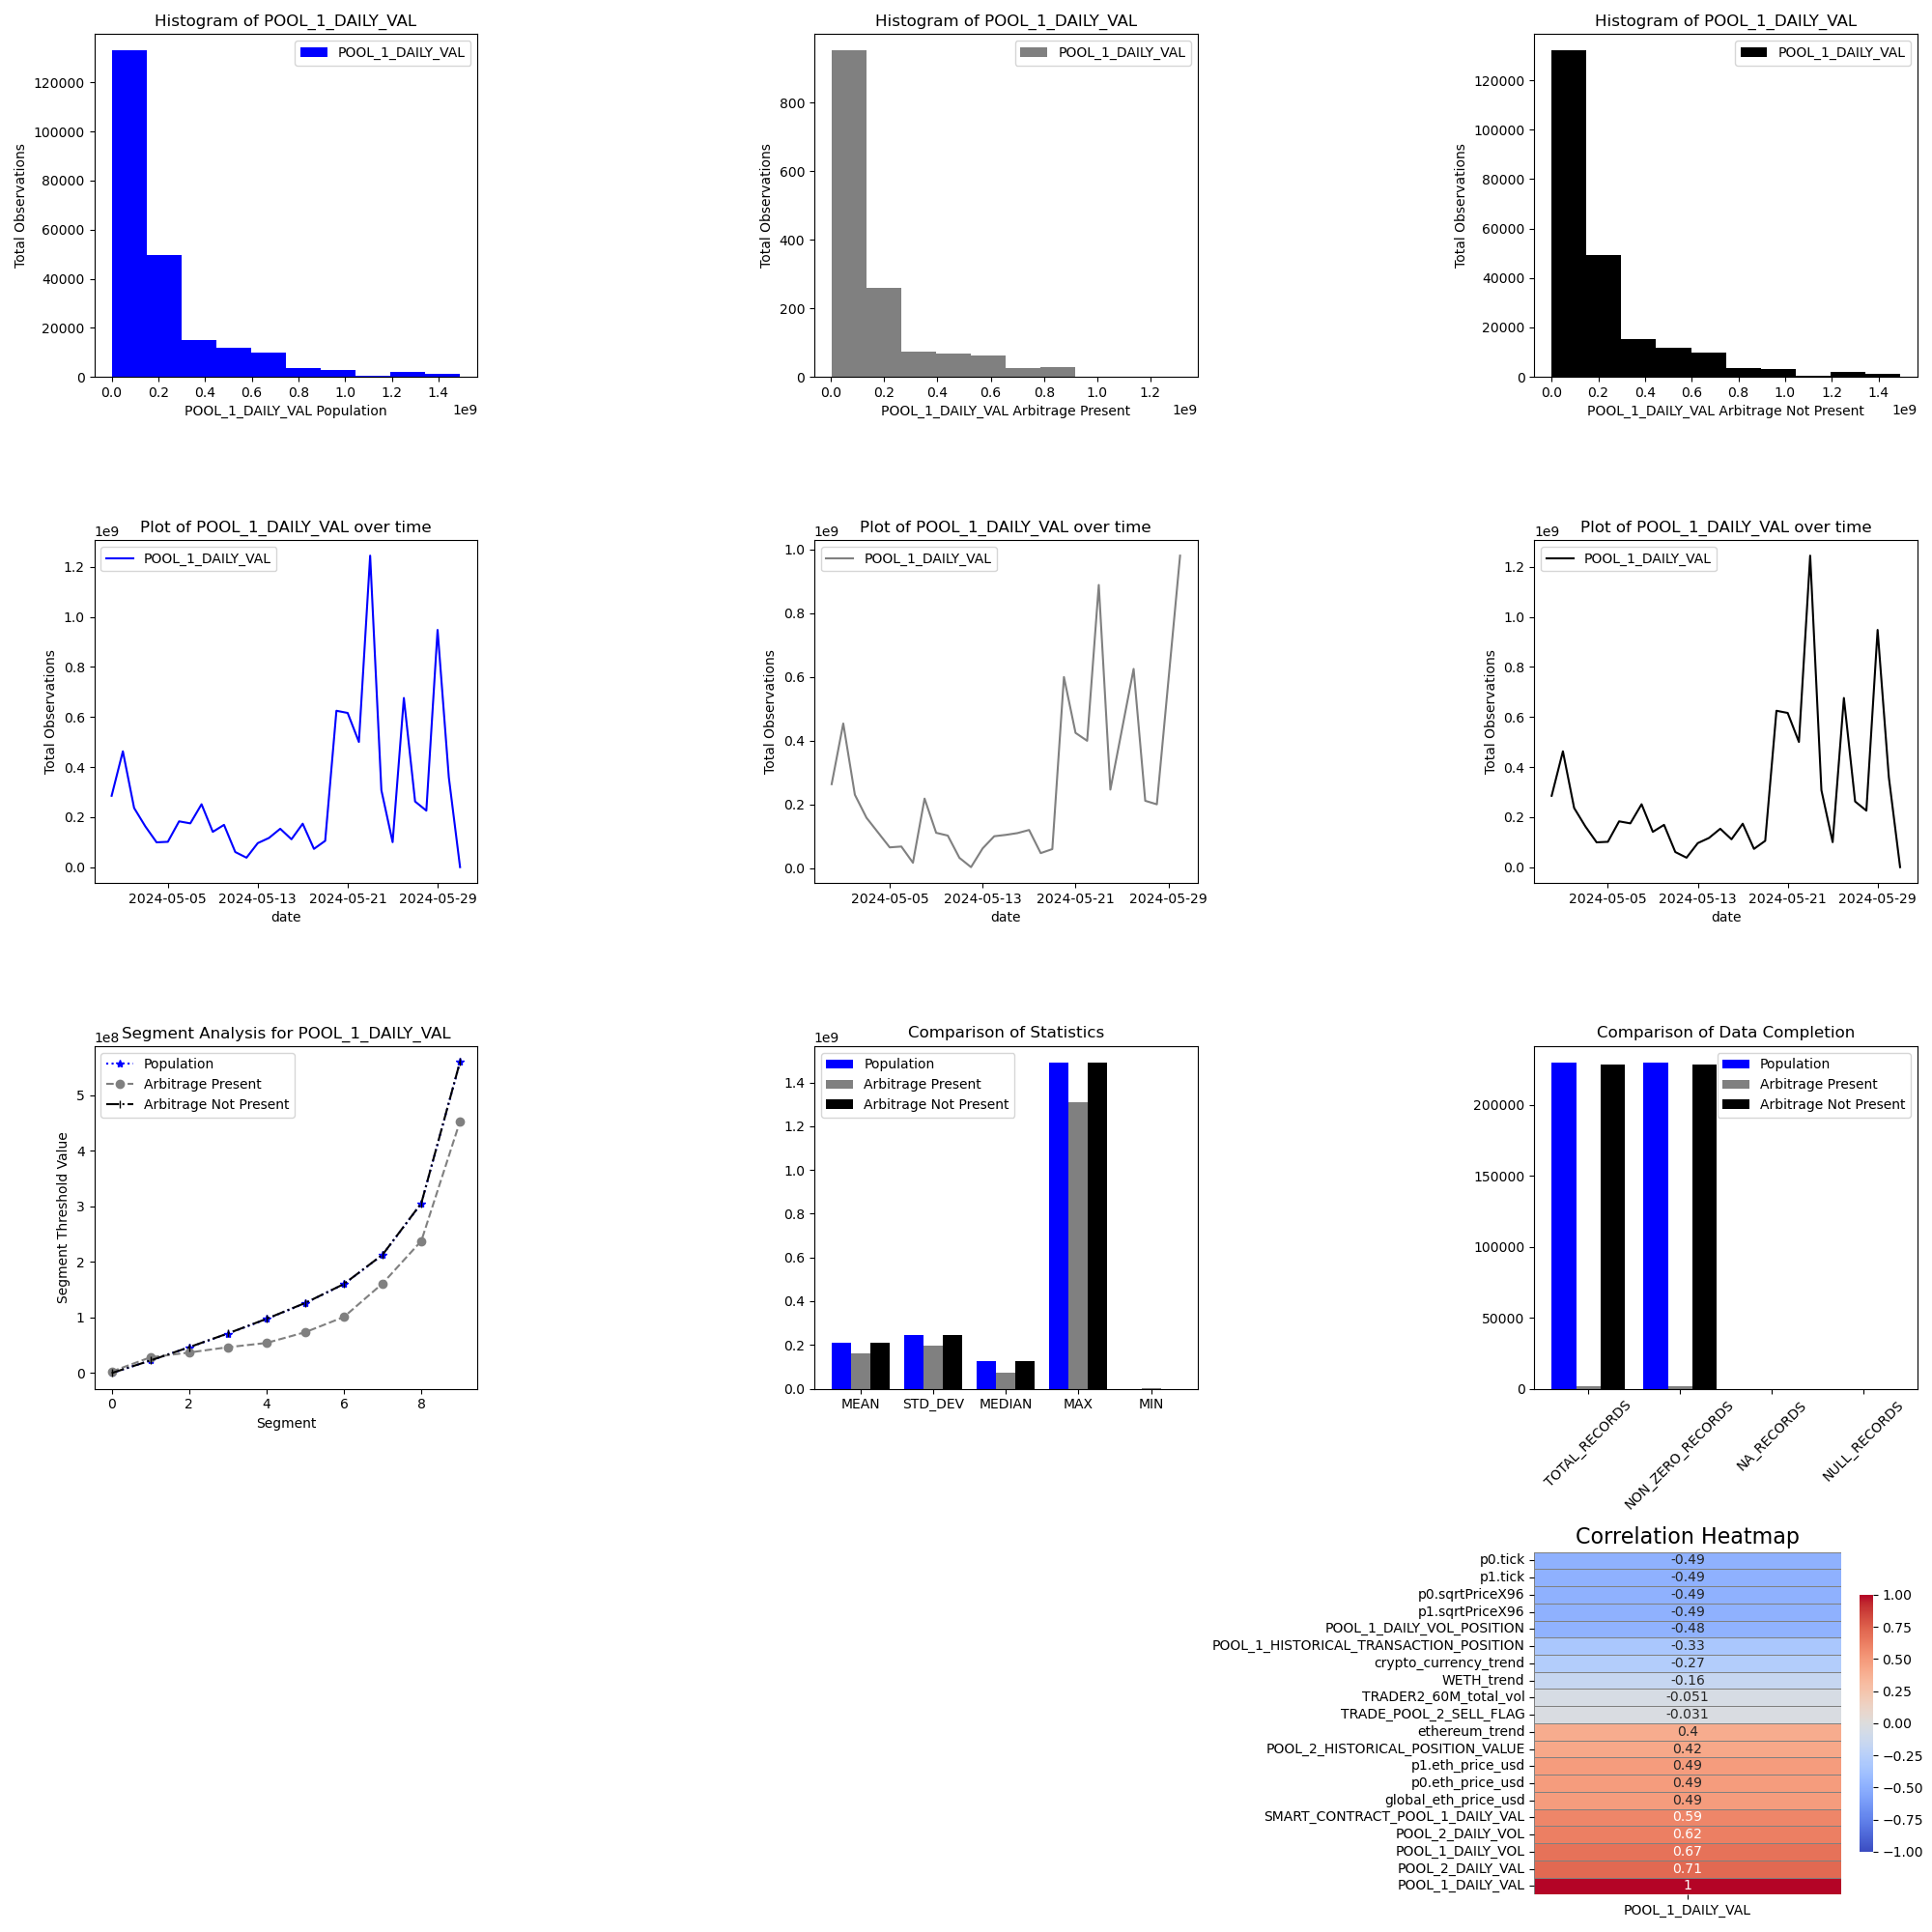 Histogram of POOL_1_DAILY_VAL
POOL_1_DAILY_VAL
Total Observations
120000
100000
80000
60000
40000
20000
0
0.0 0.2 0.4 0.6 0.8 1.0 1.2 1.4
1e9
POOL_1_DAILY_VAL Population
Histogram of POOL_1_DAILY_VAL
POOL_1_DAILY_VAL
Total Observations
800
600
400
200
0
0.0 0.2 0.4 0.6 0.8 1.0 1.2
1e9
POOL_1_DAILY_VAL Arbitrage Present
Histogram of POOL_1_DAILY_VAL
POOL_1_DAILY_VAL
Total Observations
120000
100000
80000
60000
40000
20000
0
0.0 0.2 0.4 0.6 0.8 1.0 1.2 1.4
1e9
POOL_1_DAILY_VAL Arbitrage Not Present
1e9
Plot of POOL_1_DAILY_VAL over time
POOL_1_DAILY_VAL
Total Observations
1.2
1.0
0.8
0.6
0.4
0.2
0.0
2024-05-05 2024-05-13 2024-05-21 2024-05-29
date
1e9
Plot of POOL_1_DAILY_VAL over time
POOL_1_DAILY_VAL
Total Observations
1.0
0.8
0.6
0.4
0.2
0.0
2024-05-05 2024-05-13 2024-05-21 2024-05-29
date
1e9
Plot of POOL_1_DAILY_VAL over time
POOL_1_DAILY_VAL
Total Observations
1.2
1.0
0.8
0.6
0.4
0.2
0.0
2024-05-05 2024-05-13 2024-05-21 2024-05-29
date
1e8
Segment Analysis for POOL_1_DAILY_VAL
Population
Arbitrage Present
Arbitrage Not Present
Segment Threshold Value
5
4
3
2
1
0
0 2 4 6 8
Segment
1e9
Comparison of Statistics
Population
Arbitrage Present
Arbitrage Not Present
1.4
1.2
1.0
0.8
0.6
0.4
0.2
0.0
MEAN STD_DEV MEDIAN MAX MIN
Comparison of Data Completion
Population
Arbitrage Present
Arbitrage Not Present
200000
150000
100000
50000
0
TOTAL_RECORDS
NON_ZERO_RECORDS
NA_RECORDS
NULL_RECORDS
Correlation Heatmap
p0.tick -0.49
p1.tick -0.49
p0.sqrtPriceX96 -0.49
p1.sqrtPriceX96 -0.49
POOL_1_DAILY_VOL_POSITION -0.48
POOL_1_HISTORICAL_TRANSACTION_POSITION -0.33
crypto_currency_trend -0.27
WETH_trend -0.16
TRADER2_60M_total_vol -0.051
TRADE_POOL_2_SELL_FLAG -0.031
ethereum_trend 0.4
POOL_2_HISTORICAL_POSITION_VALUE 0.42
p1.eth_price_usd 0.49
p0.eth_price_usd 0.49
global_eth_price_usd 0.49
SMART_CONTRACT_POOL_1_DAILY_VAL 0.59
POOL_2_DAILY_VOL 0.62
POOL_1_DAILY_VOL 0.67
POOL_2_DAILY_VAL 0.71
POOL_1_DAILY_VAL 1
POOL_1_DAILY_VAL
1.00
0.75
0.50
0.25
0.00
−0.25
−0.50
−0.75
−1.00